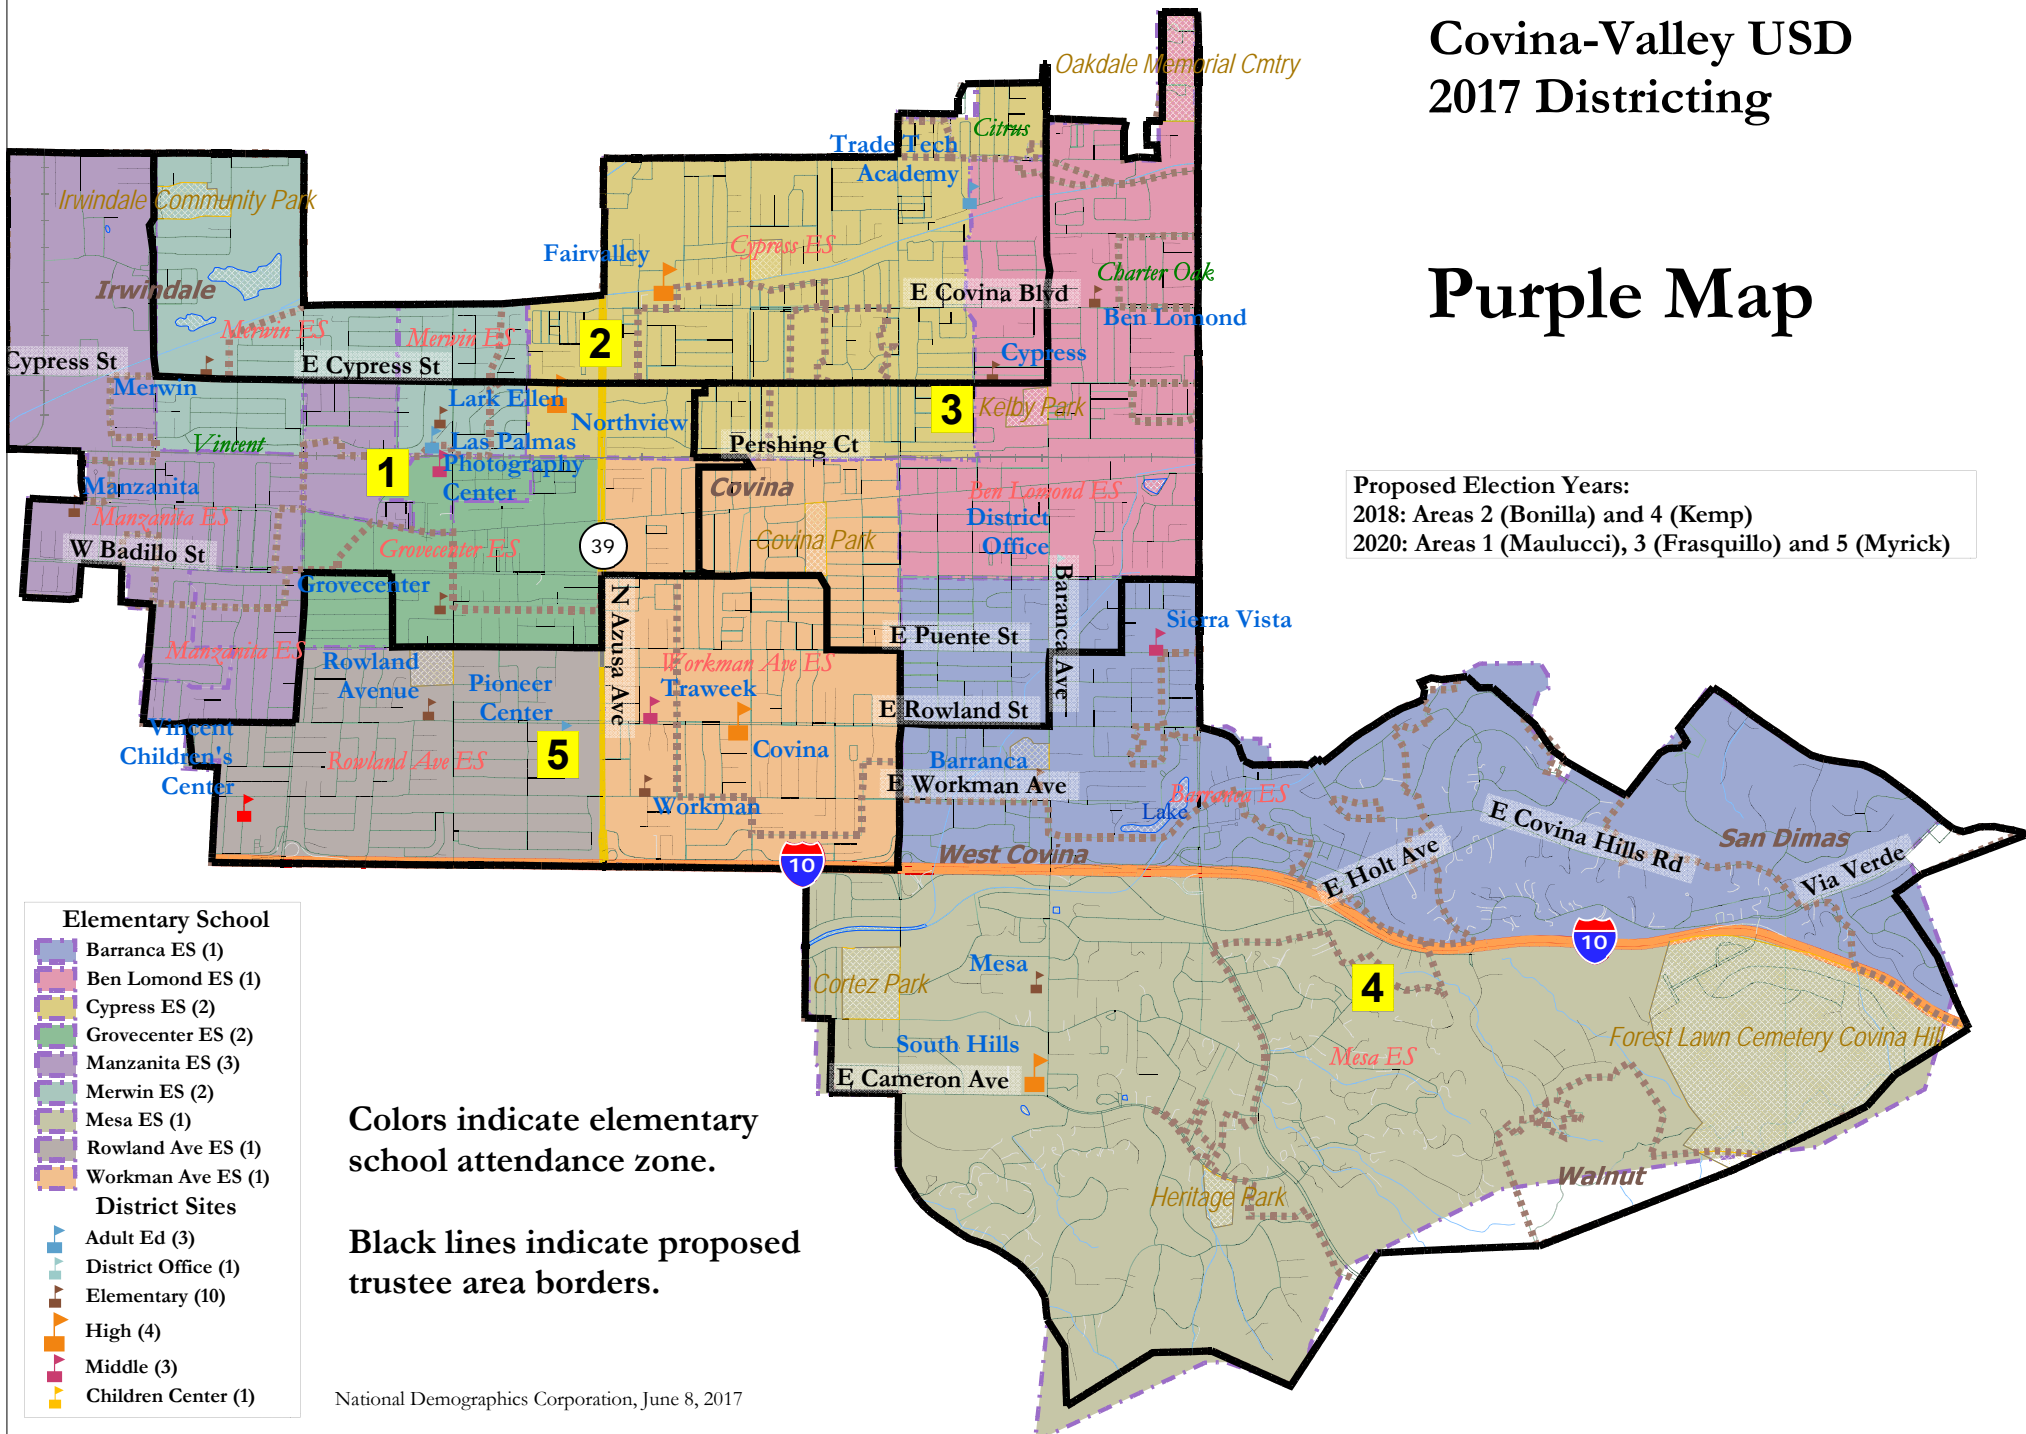 Covina-Valley USD
2017 Districting
Purple Map
Proposed Election Years:
2018: Areas 2 (Bonilla) and 4 (Kemp)
2020: Areas 1 (Maulucci), 3 (Frasquillo) and 5 (Myrick)
Oakdale Memorial Cmtry
Citrus
Trade Tech
Academy
Irwindale Community Park
Fairvalley
Cypress ES
Charter Oak
Irwindale
E Covina Blvd
Ben Lomond
Merwin ES
Merwin ES
2
Cypress St
E Cypress St
Cypress
Merwin
Lark Ellen
Northview
3
Kelby Park
Vincent
Las Palmas
Pershing Ct
1
Photography
Center
Manzanita
Covina
Ben Lomond ES
Manzanita ES
District
Office
W Badillo St
Grovecenter ES
39
Covina Park
Grovecenter
N Azusa Ave
Baranca Ave
Sierra Vista
E Puente St
Manzanita ES
Rowland
Avenue
Pioneer
Center
Workman Ave ES
Traweek
E Rowland St
Vincent
Children's
Center
Rowland Ave ES
5
Covina
Barranca
E Workman Ave
Workman
Lake
Barranca ES
E Covina Hills Rd
San Dimas
West Covina
10
E Holt Ave
Via Verde
10
Mesa
Cortez Park
4
South Hills
Mesa ES
Forest Lawn Cemetery Covina Hill
E Cameron Ave
Heritage Park
Walnut
Elementary School
Barranca ES (1)
Ben Lomond ES (1)
Cypress ES (2)
Grovecenter ES (2)
Manzanita ES (3)
Merwin ES (2)
Mesa ES (1)
Rowland Ave ES (1)
Workman Ave ES (1)
District Sites
Adult Ed (3)
District Office (1)
Elementary (10)
High (4)
Middle (3)
Children Center (1)
Colors indicate elementary
school attendance zone.
Black lines indicate proposed
trustee area borders.
National Demographics Corporation, June 8, 2017